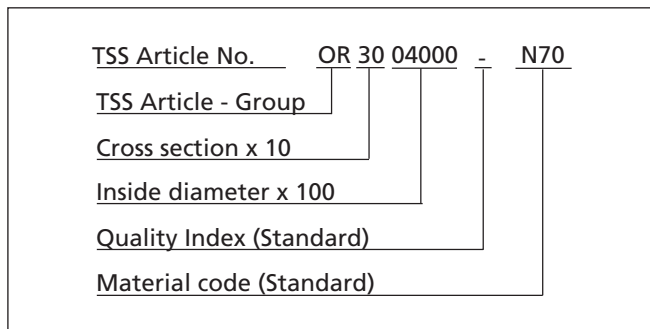 TSS Article No. OR 30 04000 - N70
TSS Article - Group
Cross section x 10
Inside diameter x 100
Quality Index (Standard)
Material code (Standard)